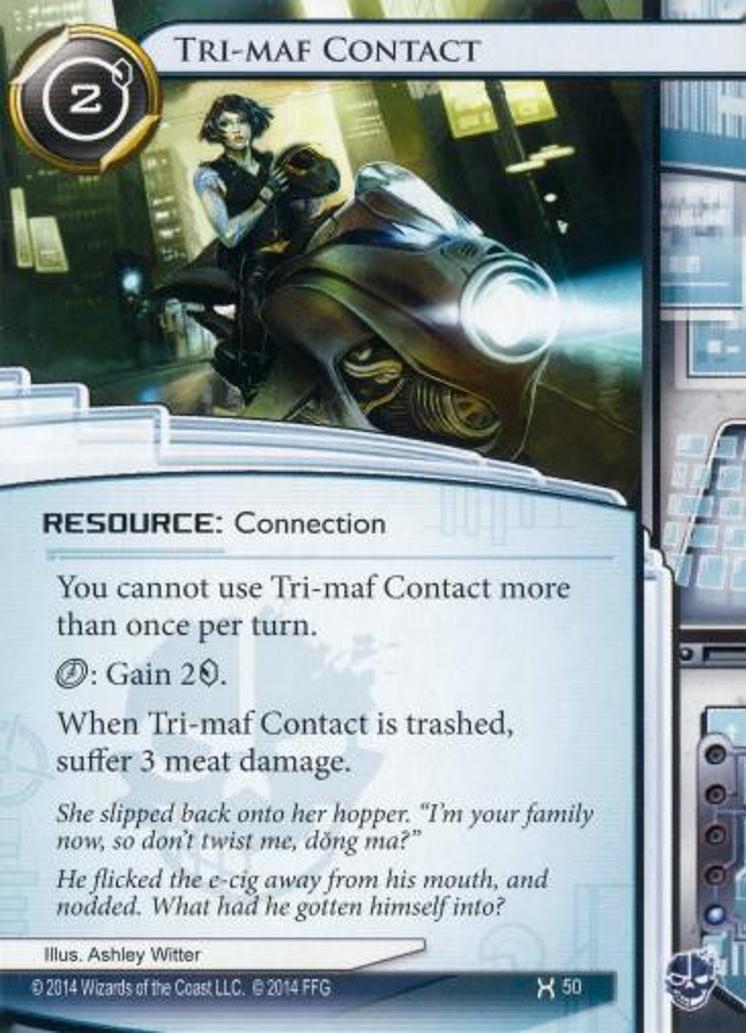 TRI-MAF CONTACT
2
RESOURCE: Connection
You cannot use Tri-maf Contact more
than once per turn.
: Gain 2.
When Tri-maf Contact is trashed,
suffer 3 meat damage.
She slipped back onto her hopper. “I’m your family
now, so don’t twist me, dŏng ma?”
He flicked the e-cig away from his mouth, and
nodded. What had he gotten himself into?
Illus. Ashley Witter
© 2014 Wizards of the Coast LLC. © 2014 FFG
50